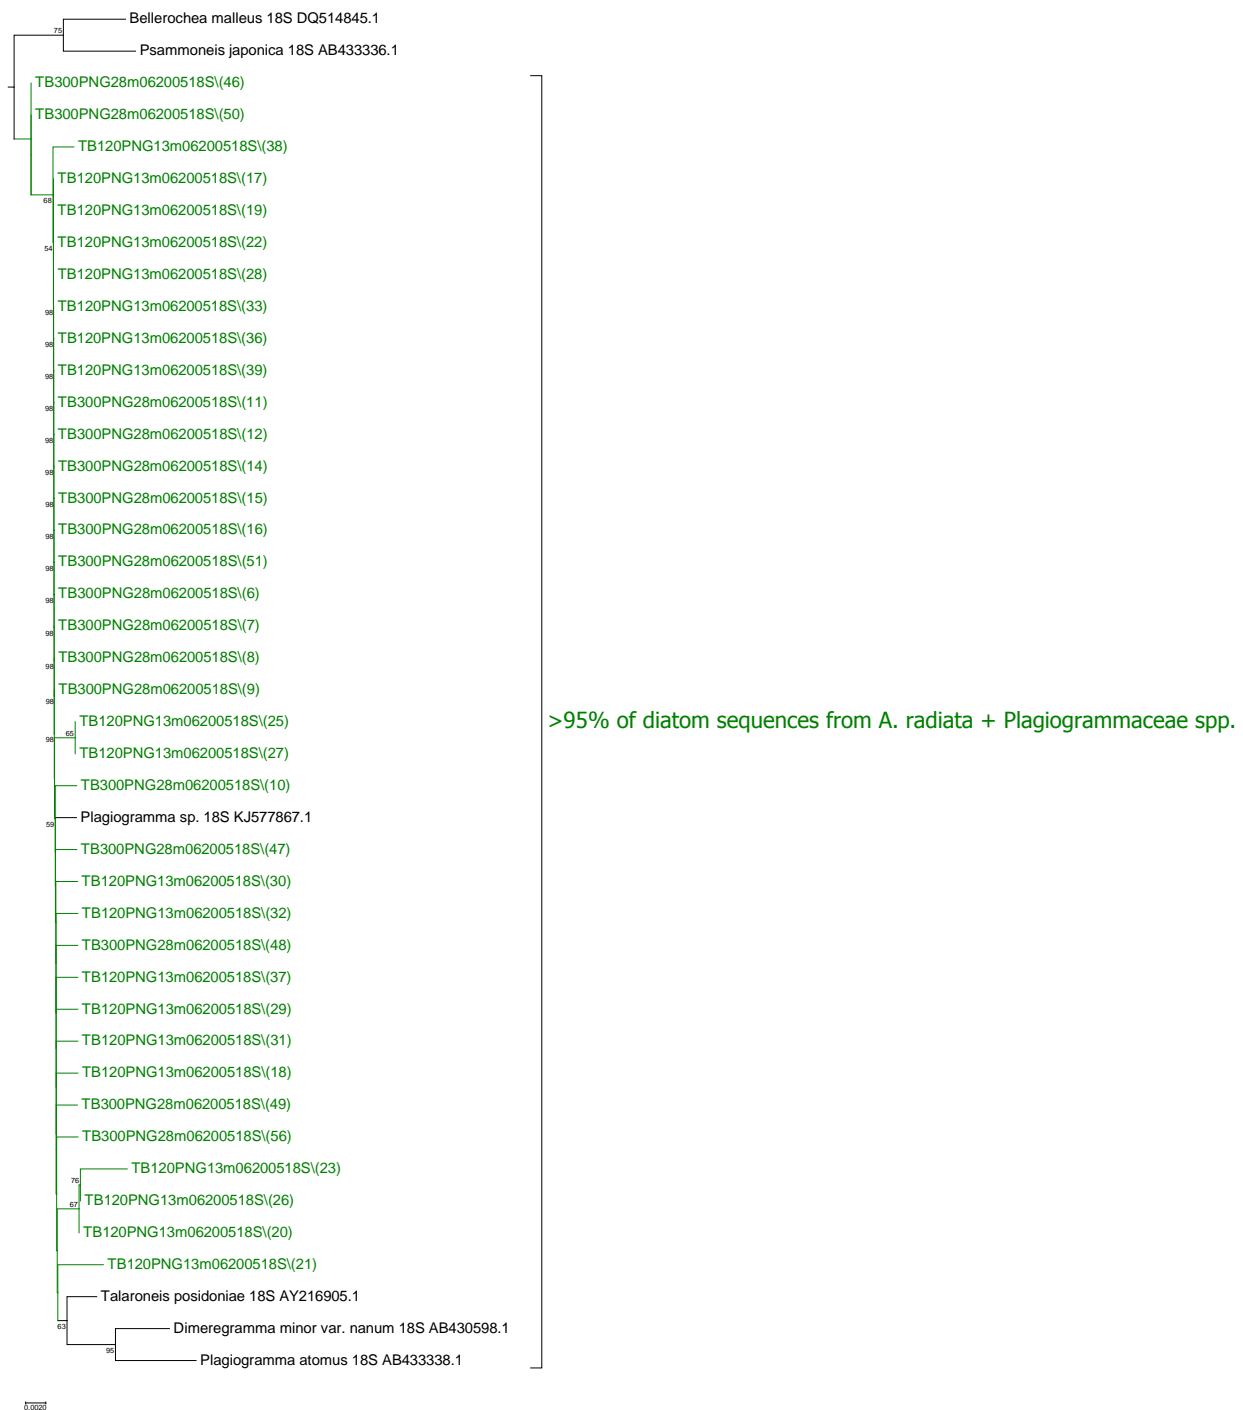 Bellerochea malleus 18S DQ514845.1
75
Psammoneis japonica 18S AB433336.1
TB300PNG28m06200518S\(46)
TB300PNG28m06200518S\(50)
TB120PNG13m06200518S\(38)
TB120PNG13m06200518S\(17)
68
TB120PNG13m06200518S\(19)
TB120PNG13m06200518S\(22)
54
TB120PNG13m06200518S\(28)
TB120PNG13m06200518S\(33)
98
TB120PNG13m06200518S\(36)
98
TB120PNG13m06200518S\(39)
98
TB300PNG28m06200518S\(11)
98
TB300PNG28m06200518S\(12)
98
TB300PNG28m06200518S\(14)
98
TB300PNG28m06200518S\(15)
98
TB300PNG28m06200518S\(16)
98
TB300PNG28m06200518S\(51)
98
TB300PNG28m06200518S\(6)
98
TB300PNG28m06200518S\(7)
98
TB300PNG28m06200518S\(8)
98
TB300PNG28m06200518S\(9)
98
TB120PNG13m06200518S\(25)
>95% of diatom sequences from A. radiata + Plagiogrammaceae spp.
65
98
TB120PNG13m06200518S\(27)
TB300PNG28m06200518S\(10)
Plagiogramma sp. 18S KJ577867.1
59
TB300PNG28m06200518S\(47)
TB120PNG13m06200518S\(30)
TB120PNG13m06200518S\(32)
TB300PNG28m06200518S\(48)
TB120PNG13m06200518S\(37)
TB120PNG13m06200518S\(29)
TB120PNG13m06200518S\(31)
TB120PNG13m06200518S\(18)
TB300PNG28m06200518S\(49)
TB300PNG28m06200518S\(56)
TB120PNG13m06200518S\(23)
76
TB120PNG13m06200518S\(26)
67
TB120PNG13m06200518S\(20)
TB120PNG13m06200518S\(21)
Talaroneis posidoniae 18S AY216905.1
63
Dimeregramma minor var. nanum 18S AB430598.1
95
Plagiogramma atomus 18S AB433338.1
0.0020